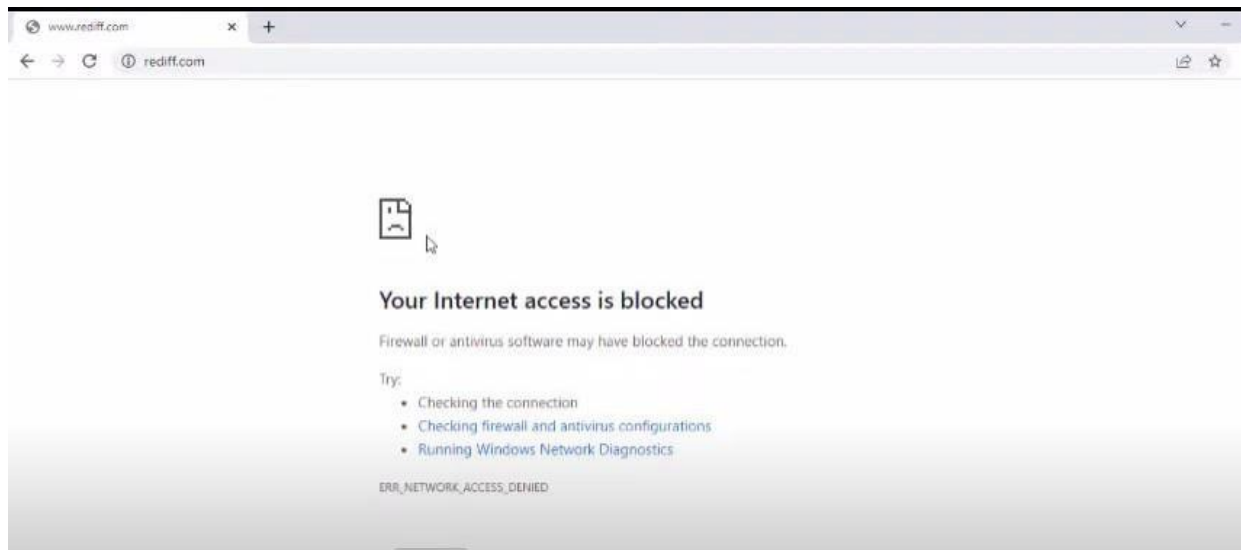 www.rediff.com
rediff.com
Your Internet access is blocked
Firewall or antivirus software may have blocked the connection.
Try:
• Checking the connection
• Checking firewall and antivirus configurations
• Running Windows Network Diagnostics
ERR_NETWORK_ACCESS_DENIED